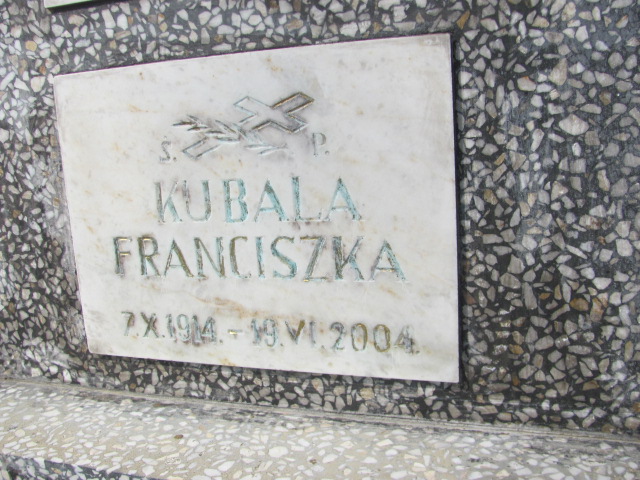 S. P.
KUBALA
FRANCISZKA
7.X.1914. - 19.VI.2004.